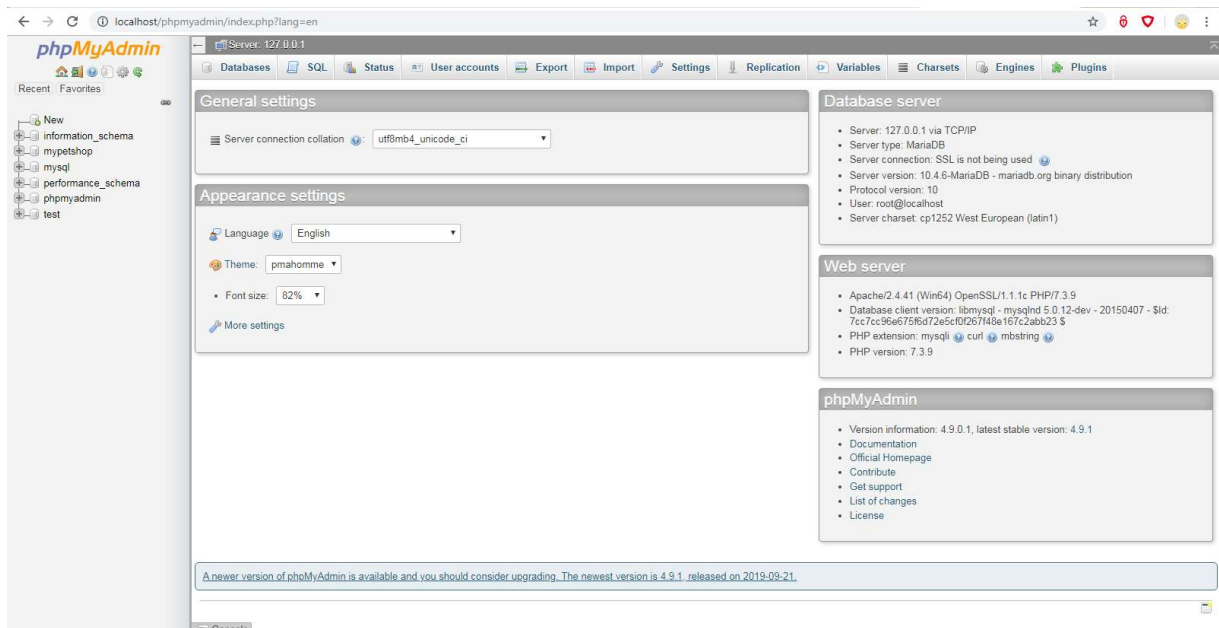 localhost/phpmyadmin/index.php?lang=en
phpMyAdmin
Recent Favorites
New
information_schema
mypetshop
mysql
performance_schema
phpmyadmin
test
Server: 127.0.0.1
Databases SQL Status User accounts Export Import Settings Replication Variables Charsets Engines Plugins
General settings
Server connection collation : utf8mb4_unicode_ci
Appearance settings
Language English
Theme: pmahomme
• Font size: 82%
More settings
Database server
• Server: 127.0.0.1 via TCP/IP
• Server type: MariaDB
• Server connection: SSL is not being used
• Server version: 10.4.6-MariaDB - mariadb.org binary distribution
• Protocol version: 10
• User: root@localhost
• Server charset: cp1252 West European (latin1)
Web server
• Apache/2.4.41 (Win64) OpenSSL/1.1.1c PHP/7.3.9
• Database client version: libmysql - mysqlnd 5.0.12-dev - 20150407 - $Id:
7cc7cc96e675f6d72e5cf0f267f48e167c2abb23 $
• PHP extension: mysqli curl mbstring
• PHP version: 7.3.9
phpMyAdmin
• Version information: 4.9.0.1, latest stable version: 4.9.1
• Documentation
• Official Homepage
• Contribute
• Get support
• List of changes
• License
A newer version of phpMyAdmin is available and you should consider upgrading. The newest version is 4.9.1, released on 2019-09-21.